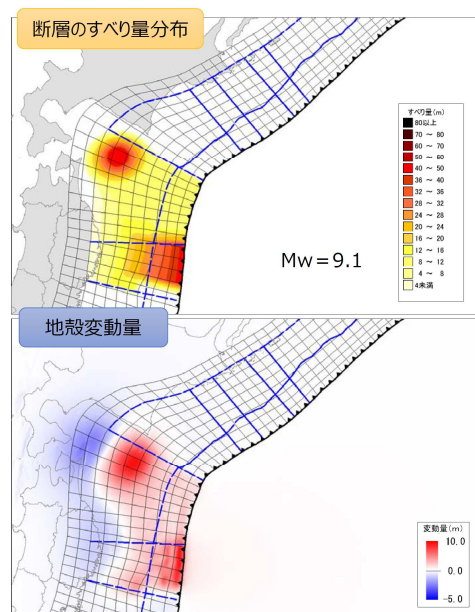 断層のすべり量分布
すべり量(m)
80以上
70 ～ 80
60 ～ 70
50 ～ 60
40 ～ 50
36 ～ 40
32 ～ 36
28 ～ 32
24 ～ 28
20 ～ 24
16 ～ 20
12 ～ 16
8 ～ 12
4 ～ 8
4未満
Mw=9.1
地殻変動量
変動量(m)
10.0
0.0
-5.0